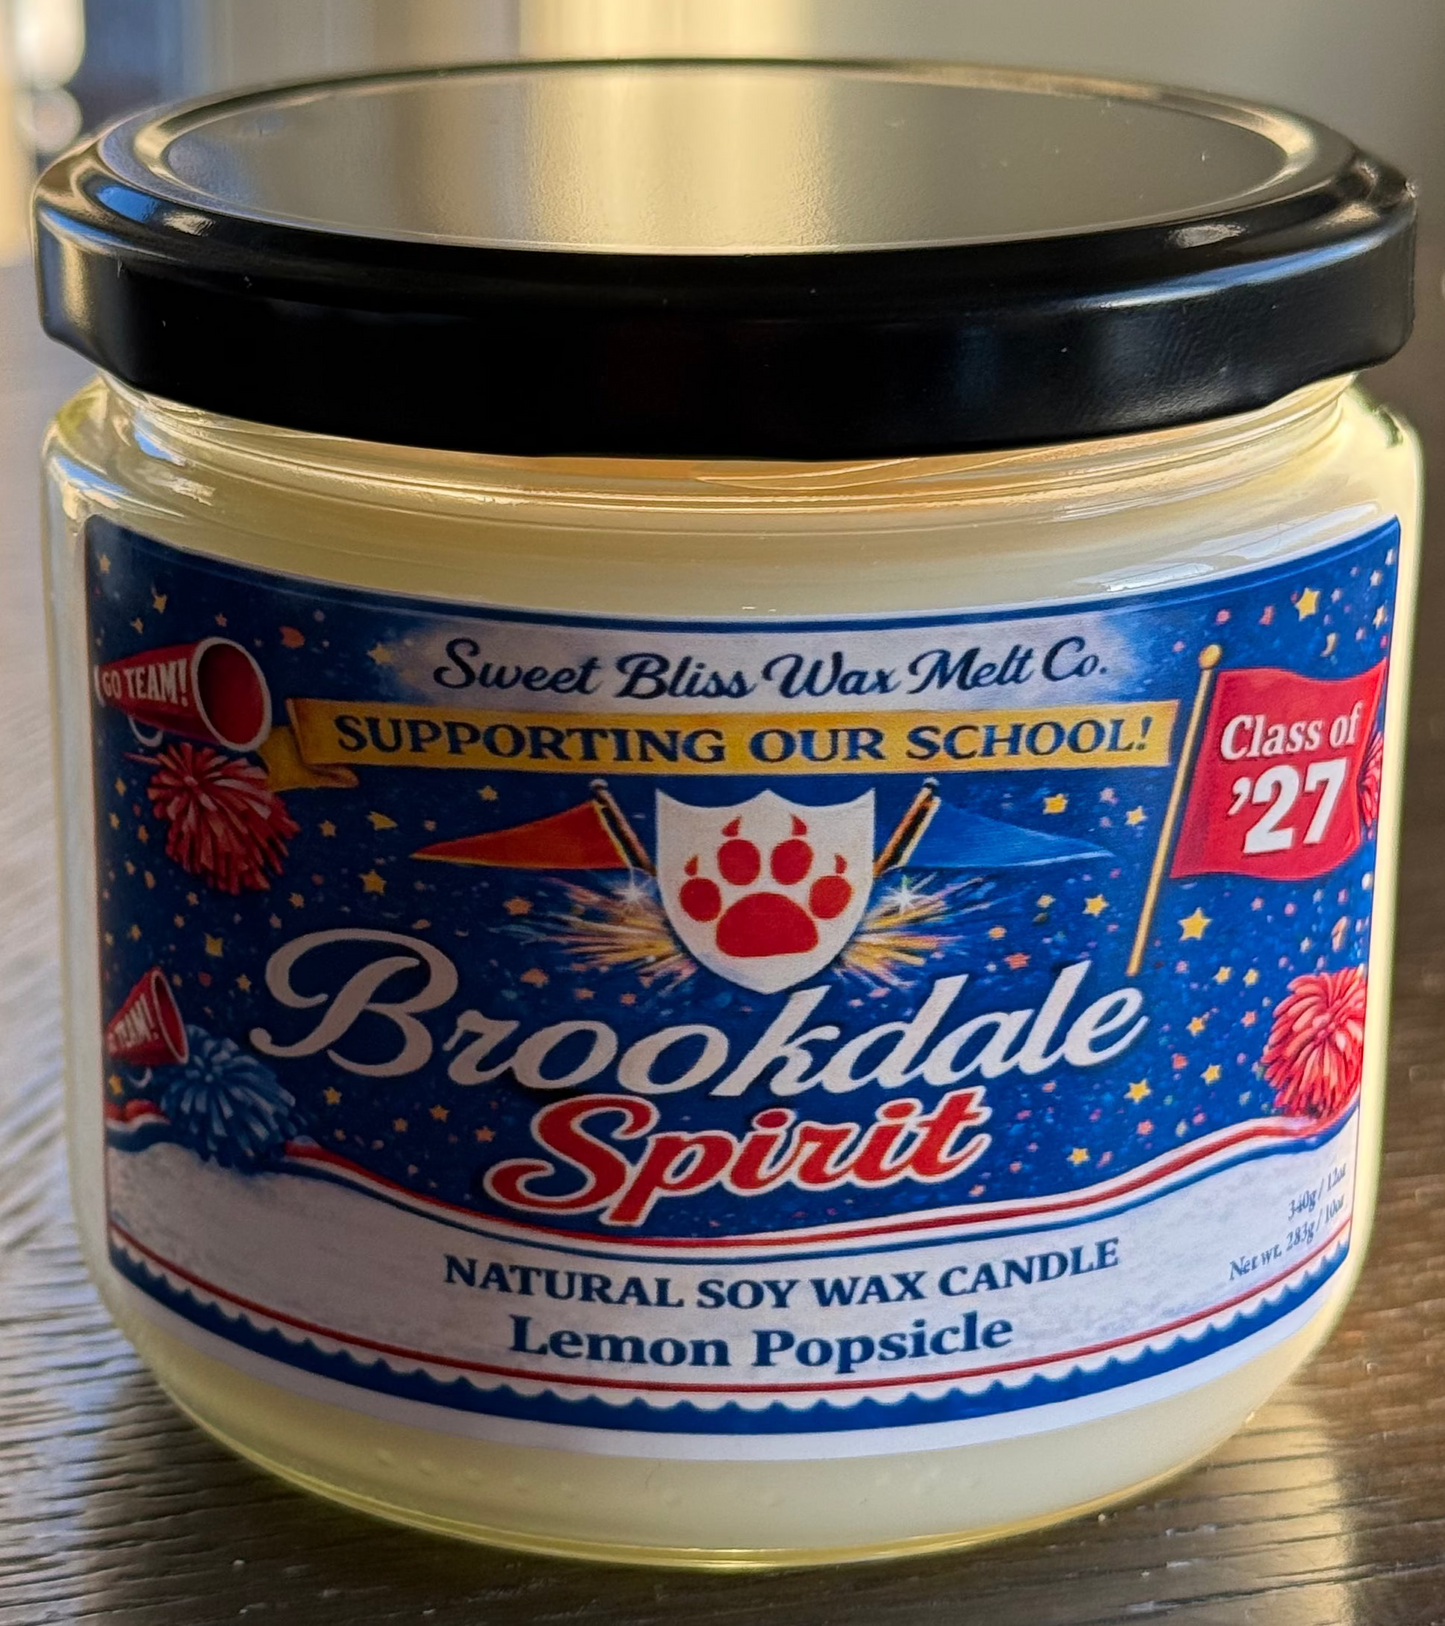 Sweet Bliss Wax Melt Co.
GO TEAM!
SUPPORTING OUR SCHOOL!
Class of
'27
Brookdale
Spirit
TEAM!
340g / 12oz
Net wt. 283g / 10oz
NATURAL SOY WAX CANDLE
Lemon Popsicle